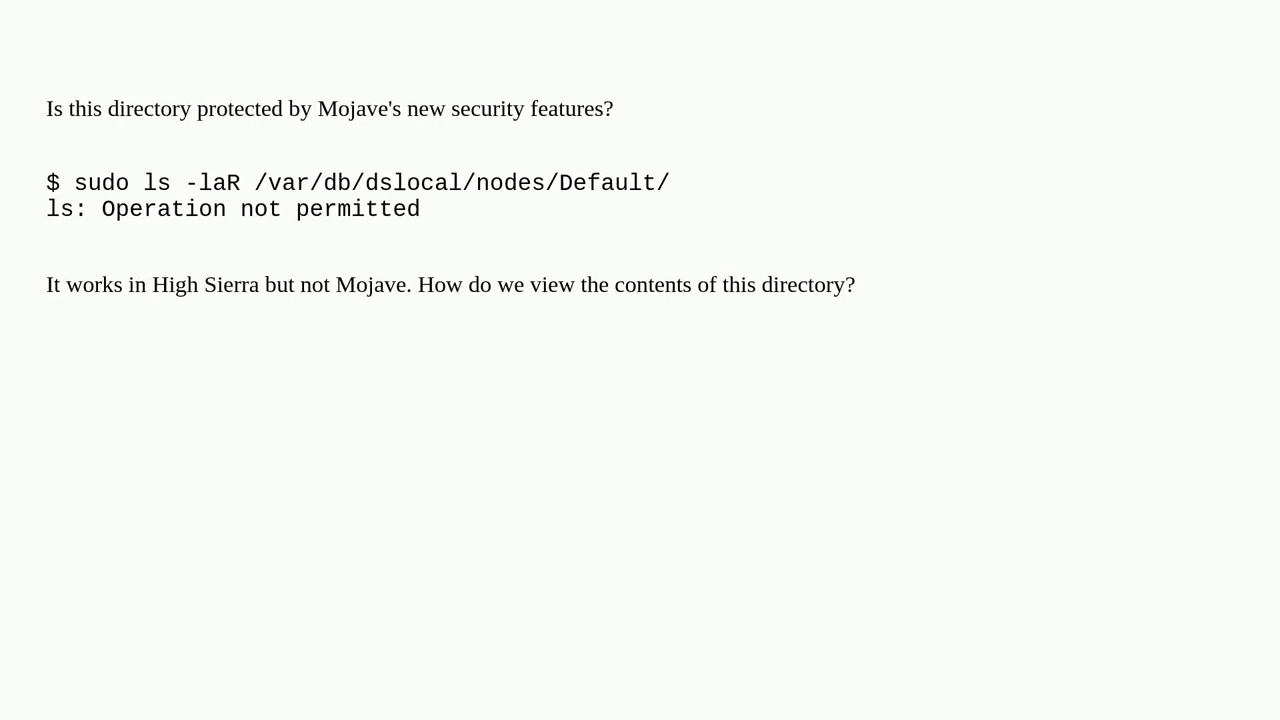 Is this directory protected by Mojave's new security features?
$ sudo ls -laR /var/db/dslocal/nodes/Default/
ls: Operation not permitted
It works in High Sierra but not Mojave. How do we view the contents of this directory?